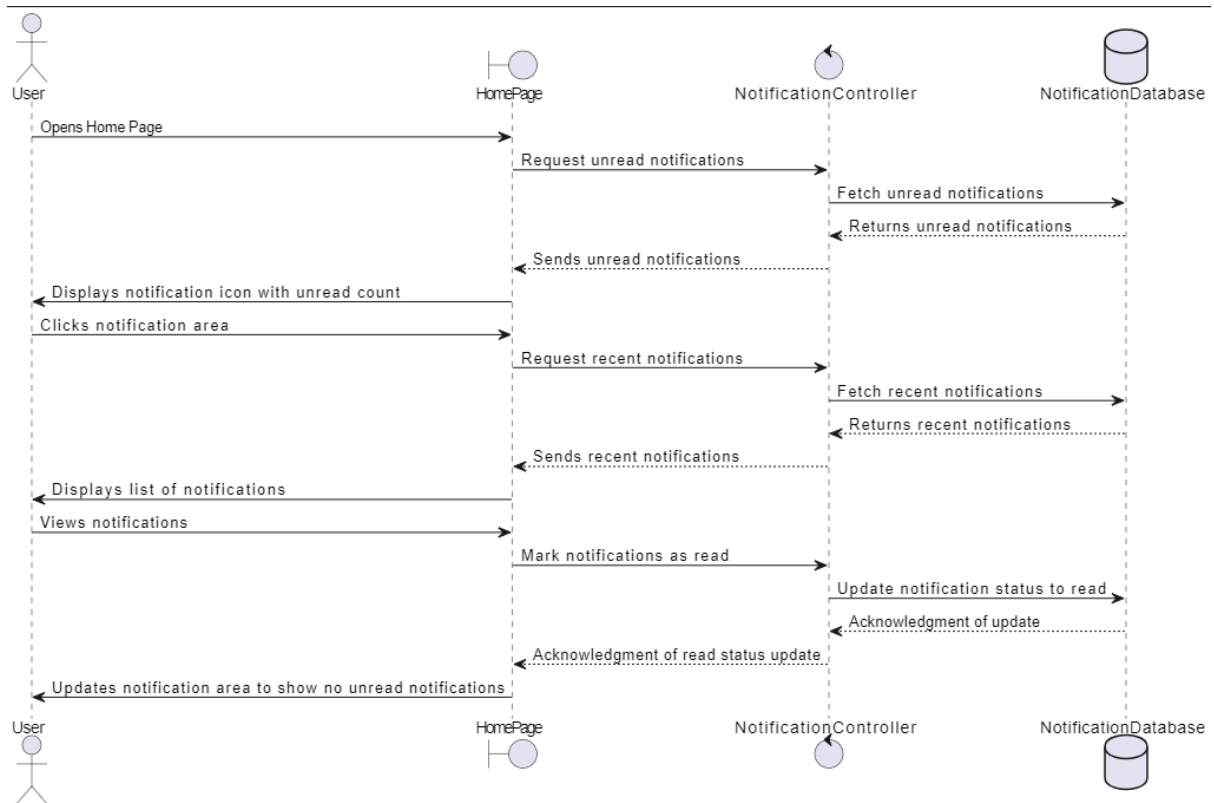 User
HomePage
NotificationController
NotificationDatabase
Opens Home Page
Request unread notifications
Fetch unread notifications
Returns unread notifications
Sends unread notifications
Displays notification icon with unread count
Clicks notification area
Request recent notifications
Fetch recent notifications
Returns recent notifications
Sends recent notifications
Displays list of notifications
Views notifications
Mark notifications as read
Update notification status to read
Acknowledgment of update
Acknowledgment of read status update
Updates notification area to show no unread notifications
User
HomePage
NotificationController
NotificationDatabase